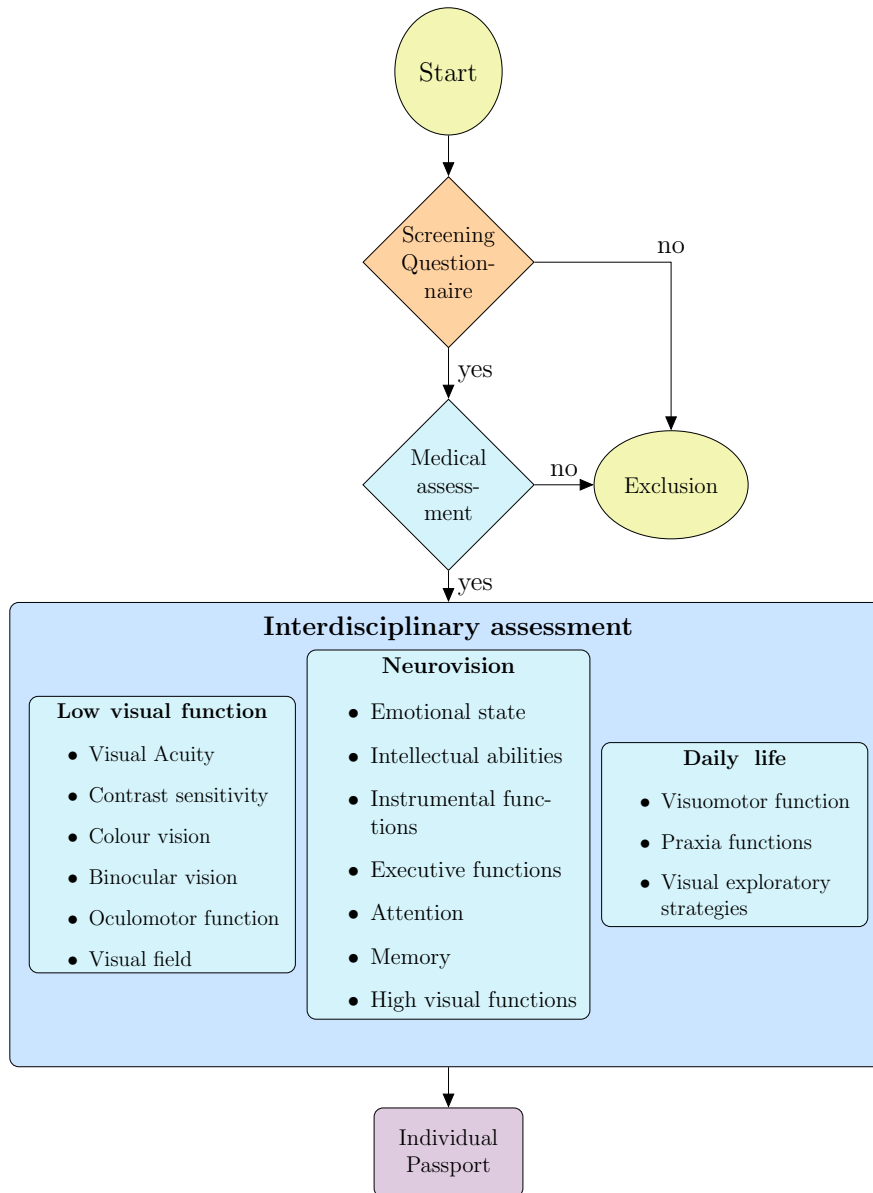 Start
Screening
Question-
naire
no
yes
Medical
assess-
ment
no
Exclusion
yes
Interdisciplinary assessment
Low visual function
• Visual Acuity
• Contrast sensitivity
• Colour vision
• Binocular vision
• Oculomotor function
• Visual field
Neurovision
• Emotional state
• Intellectual abilities
• Instrumental func-
tions
• Executive functions
• Attention
• Memory
• High visual functions
Daily life
• Visuomotor function
• Praxia functions
• Visual exploratory
strategies
Individual
Passport